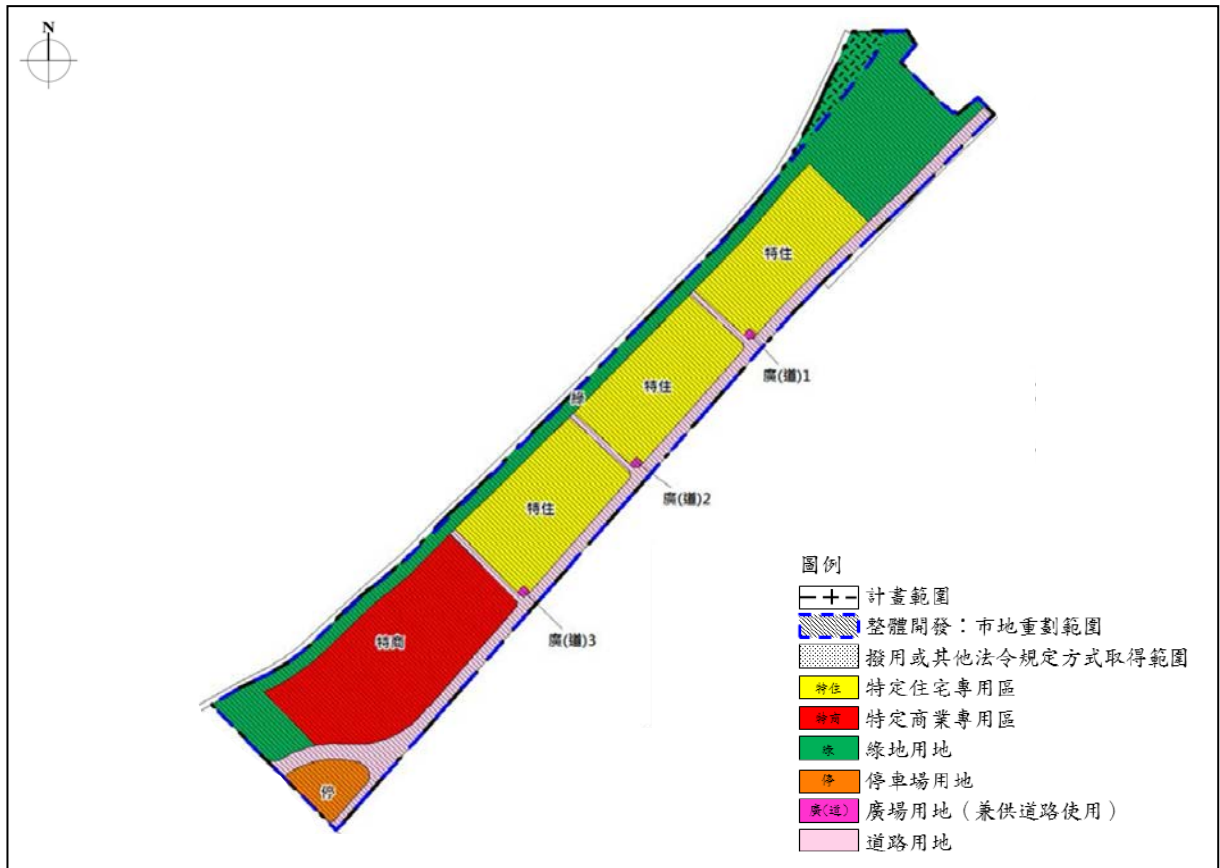 N
特住
廣(道)1
特住
綠
廣(道)2
特住
廣(道)3
特商
停
圖例
計畫範圍
整體開發：市地重劃範圍
撥用或其他法令規定方式取得範圍
特住 特定住宅專用區
特商 特定商業專用區
綠 綠地用地
停 停車場用地
廣(道) 廣場用地（兼供道路使用）
道路用地